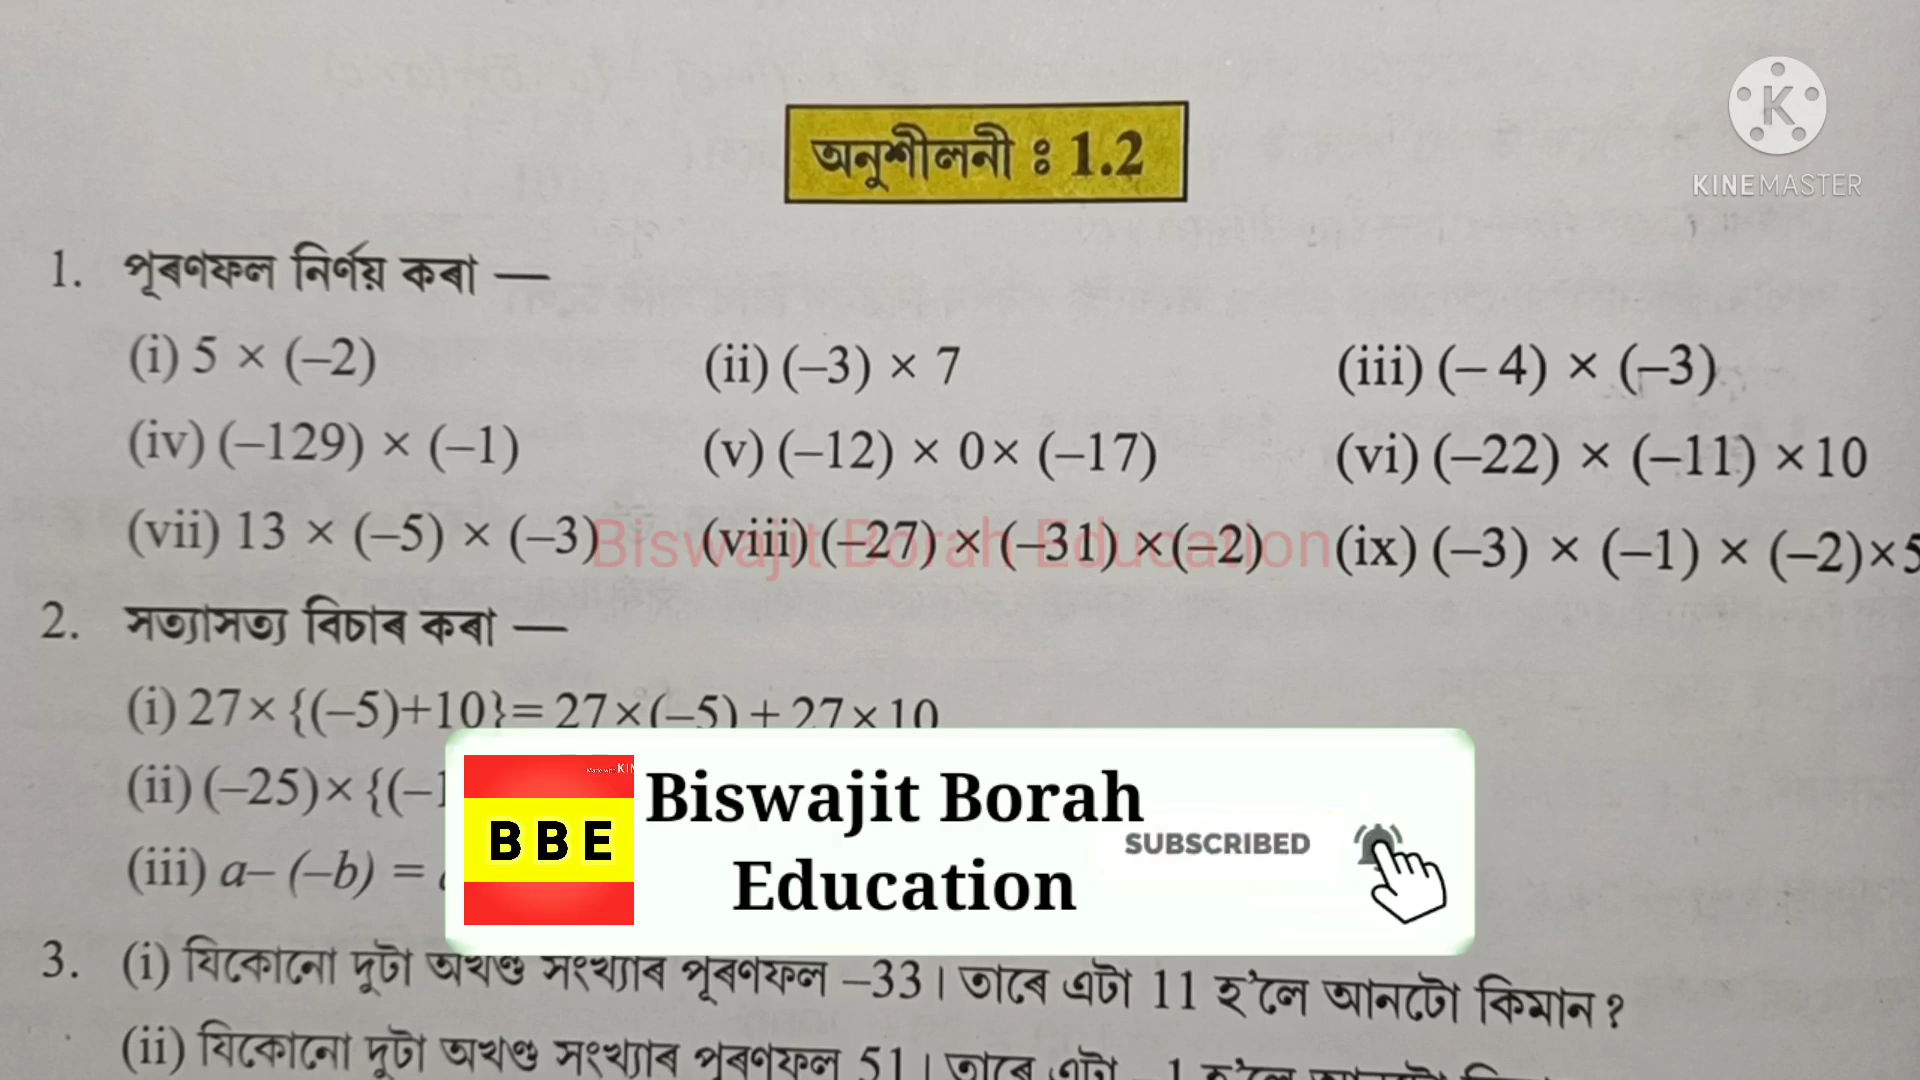 K
KINEMASTER
অনুশীলনী ঃ 1.2
1. পূৰণফল নিৰ্ণয় কৰা —
(i) 5 × (–2) (ii) (–3) × 7 (iii) (– 4) × (–3)
(iv) (–129) × (–1) (v) (–12) × 0× (–17) (vi) (–22) × (–11) ×10
(vii) 13 × (–5) × (–3) (viii) (–27) × (–31) ×(–2) (ix) (–3) × (–1) × (–2)×5
Biswajit Borah Education
2. সত্যাসত্য বিচাৰ কৰা —
(i) 27× {(–5)+10}= 27×(–5) + 27×10
(ii) (–25)× {(–1
(iii) a– (–b) =
BBE
Biswajit Borah
Education
SUBSCRIBED
3. (i) যিকোনো দুটা অখণ্ড সংখ্যাৰ পূৰণফল –33। তাৰে এটা 11 হ’লে আনটো কিমান ?
(ii) যিকোনো দুটা অখণ্ড সংখ্যাৰ পূৰণফল 51। তাৰে এটা –1 হ’লে আনটো